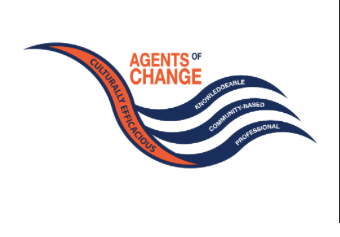 AGENTS OF
CHANGE
CULTURALLY EFFICACIOUS
KNOWLEDGEABLE
COMMUNITY-BASED
PROFESSIONAL